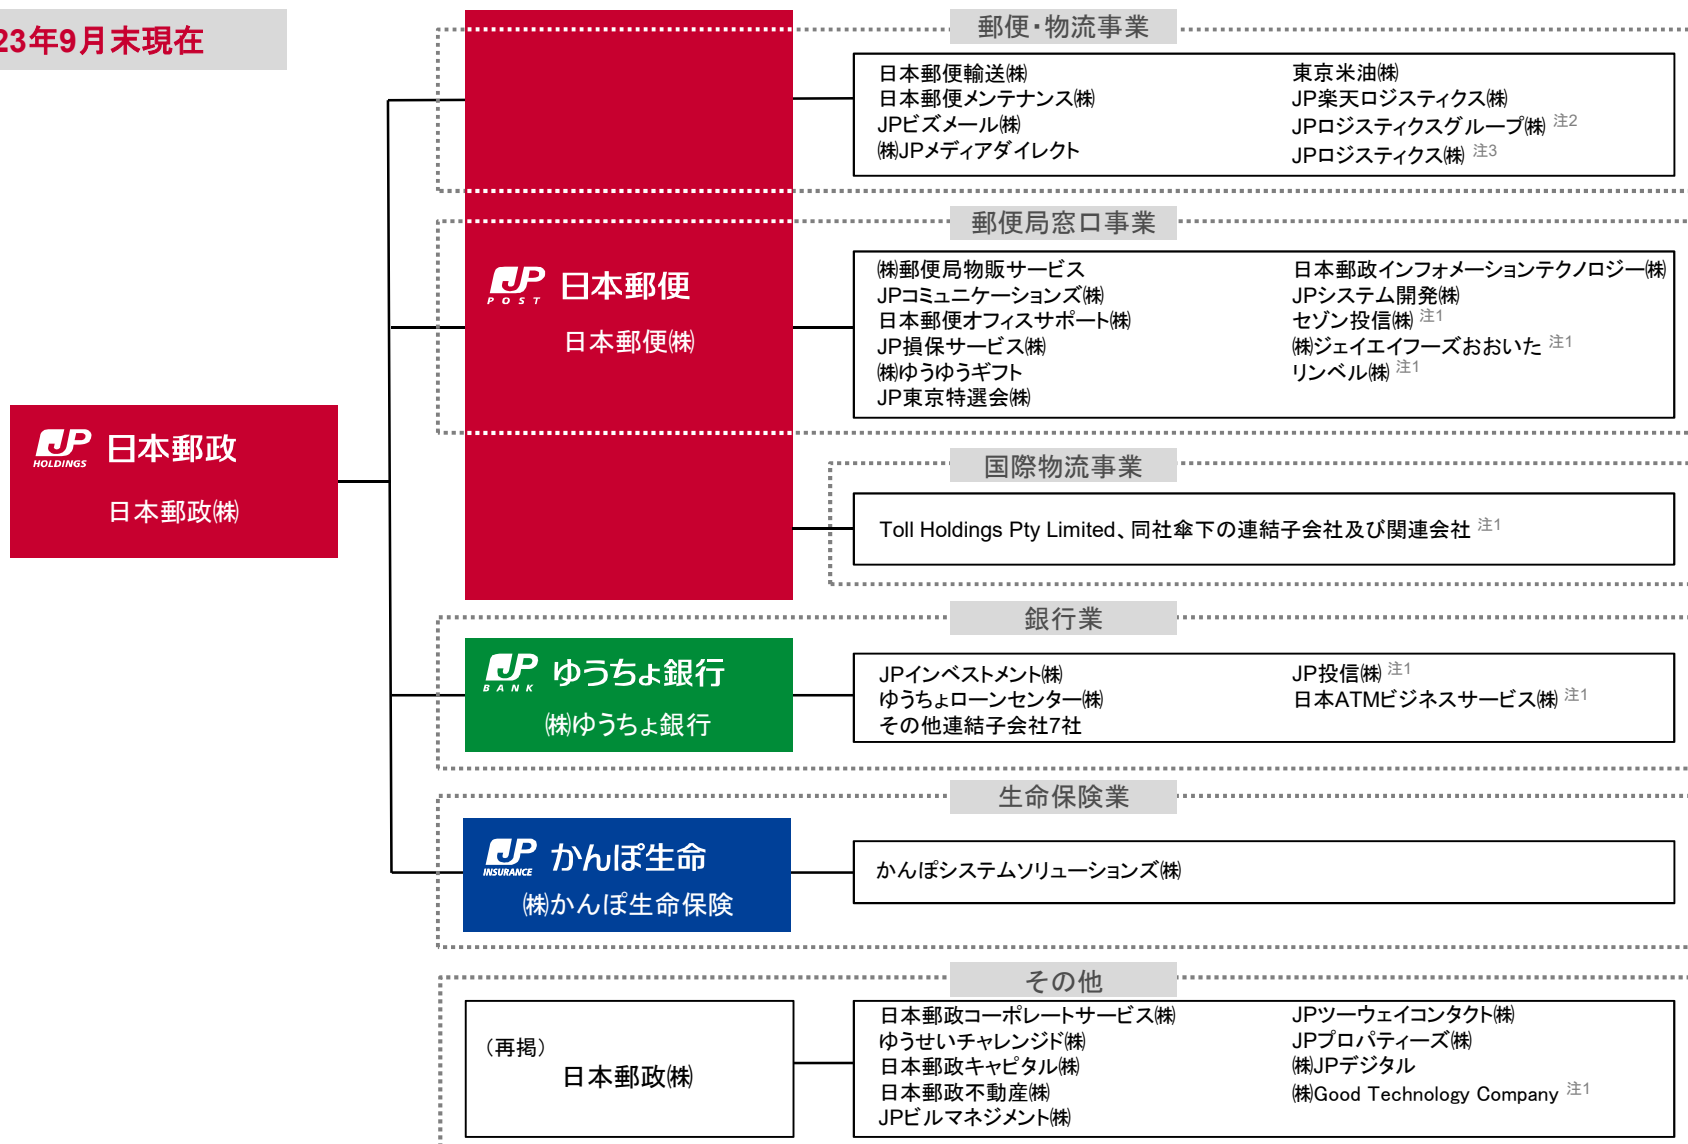 23年9月末現在
郵便・物流事業
日本郵便輸送㈱
日本郵便メンテナンス㈱
JPビズメール㈱
㈱JPメディアダイレクト
東京米油㈱
JP楽天ロジスティクス㈱
JPロジスティクスグループ㈱ 注2
JPロジスティクス㈱ 注3
郵便局窓口事業
JP POST 日本郵便
日本郵便㈱
㈱郵便局物販サービス
JPコミュニケーションズ㈱
日本郵便オフィスサポート㈱
JP損保サービス㈱
㈱ゆうゆうギフト
JP東京特選会㈱
日本郵政インフォメーションテクノロジー㈱
JPシステム開発㈱
セゾン投信㈱ 注1
㈱ジェイエイフーズおおいた 注1
リンベル㈱ 注1
JP HOLDINGS 日本郵政
日本郵政㈱
国際物流事業
Toll Holdings Pty Limited、同社傘下の連結子会社及び関連会社 注1
銀行業
JP BANK ゆうちょ銀行
㈱ゆうちょ銀行
JPインベストメント㈱
ゆうちょローンセンター㈱
その他連結子会社7社
JP投信㈱ 注1
日本ATMビジネスサービス㈱ 注1
生命保険業
JP INSURANCE かんぽ生命
㈱かんぽ生命保険
かんぽシステムソリューションズ㈱
その他
（再掲）
日本郵政㈱
日本郵政コーポレートサービス㈱
ゆうせいチャレンジド㈱
日本郵政キャピタル㈱
日本郵政不動産㈱
JPビルマネジメント㈱
JPツーウェイコンタクト㈱
JPプロパティーズ㈱
㈱JPデジタル
㈱Good Technology Company 注1